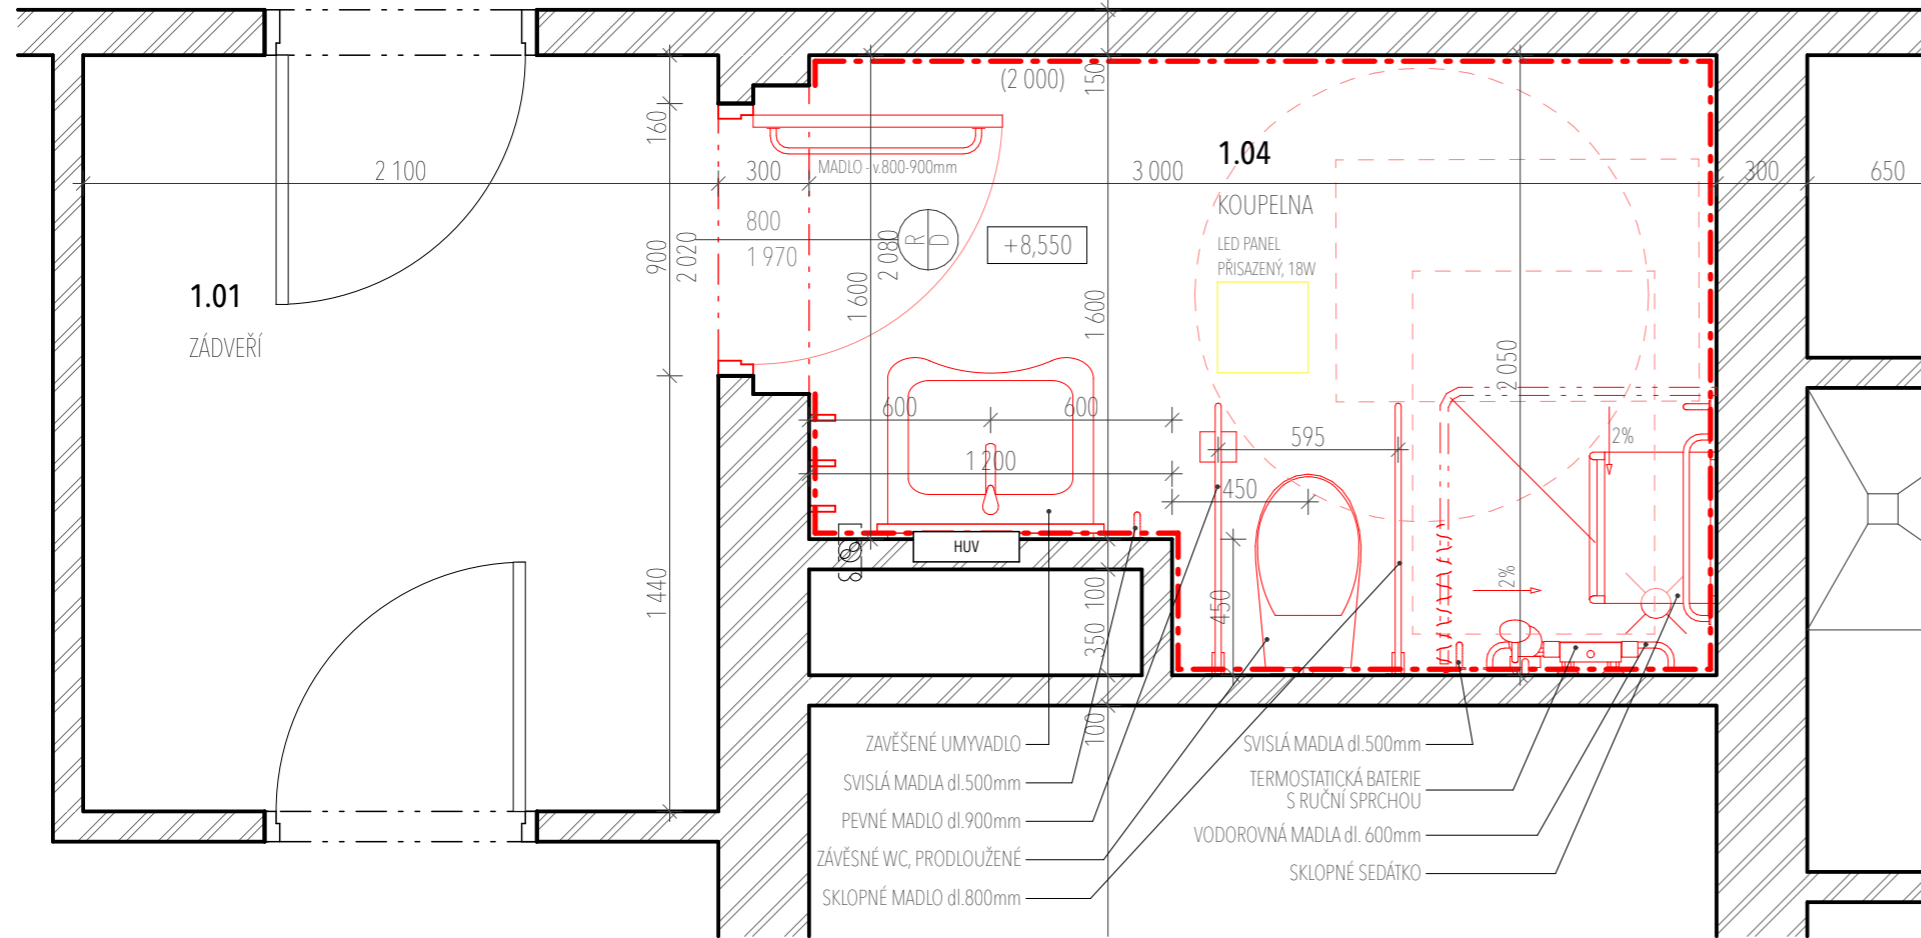 (2 000)
150
160
2 100
300
MADLO - v.800-900mm
3 000
1.04
300
650
KOUPELNA
800
1 970
R
D
+8,550
LED PANEL
PŘISAZENÝ, 18W
900
2 020
2 080
1 600
1 600
1.01
ZÁDVEŘÍ
2 050
600
600
595
2%
1 200
450
HUV
1 440
100
450
2%
350
100
ZAVĚŠENÉ UMYVADLO
SVISLÁ MADLA dl.500mm
PEVNÉ MADLO dl.900mm
ZÁVĚSNÉ WC, PRODLOUŽENÉ
SKLOPNÉ MADLO dl.800mm
SVISLÁ MADLA dl.500mm
TERMOSTATICKÁ BATERIE
S RUČNÍ SPRCHOU
VODOROVNÁ MADLA dl. 600mm
SKLOPNÉ SEDÁTKO